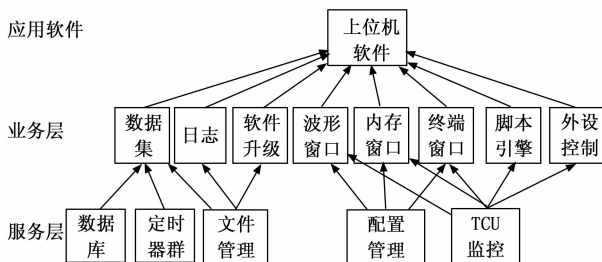 应用软件
上位机
软件
业务层
数据
集
日志
软件
升级
波形
窗口
内存
窗口
终端
窗口
脚本
引擎
外设
控制
服务层
数据
库
定时
器群
文件
管理
配置
管理
TCU
监控